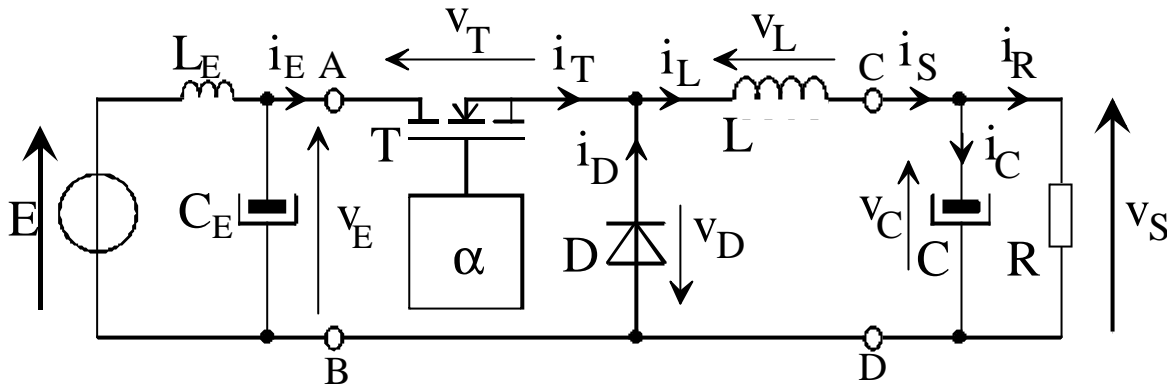 v_T
v_L
L_E
i_E
A
i_T
i_L
C
i_S
i_R
T
L
i_D
i_C
E
C_E
v_E
α
D
v_D
v_C
C
R
v_S
B
D